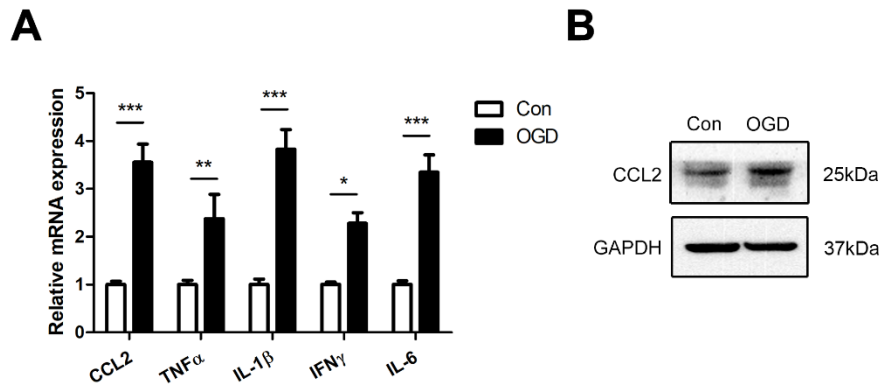 A
B
Relative mRNA expression
5
4
3
2
1
0
***
**
***
*
***
Con
OGD
CCL2
TNFα
IL-1β
IFNγ
IL-6
Con OGD
CCL2 25kDa
GAPDH 37kDa